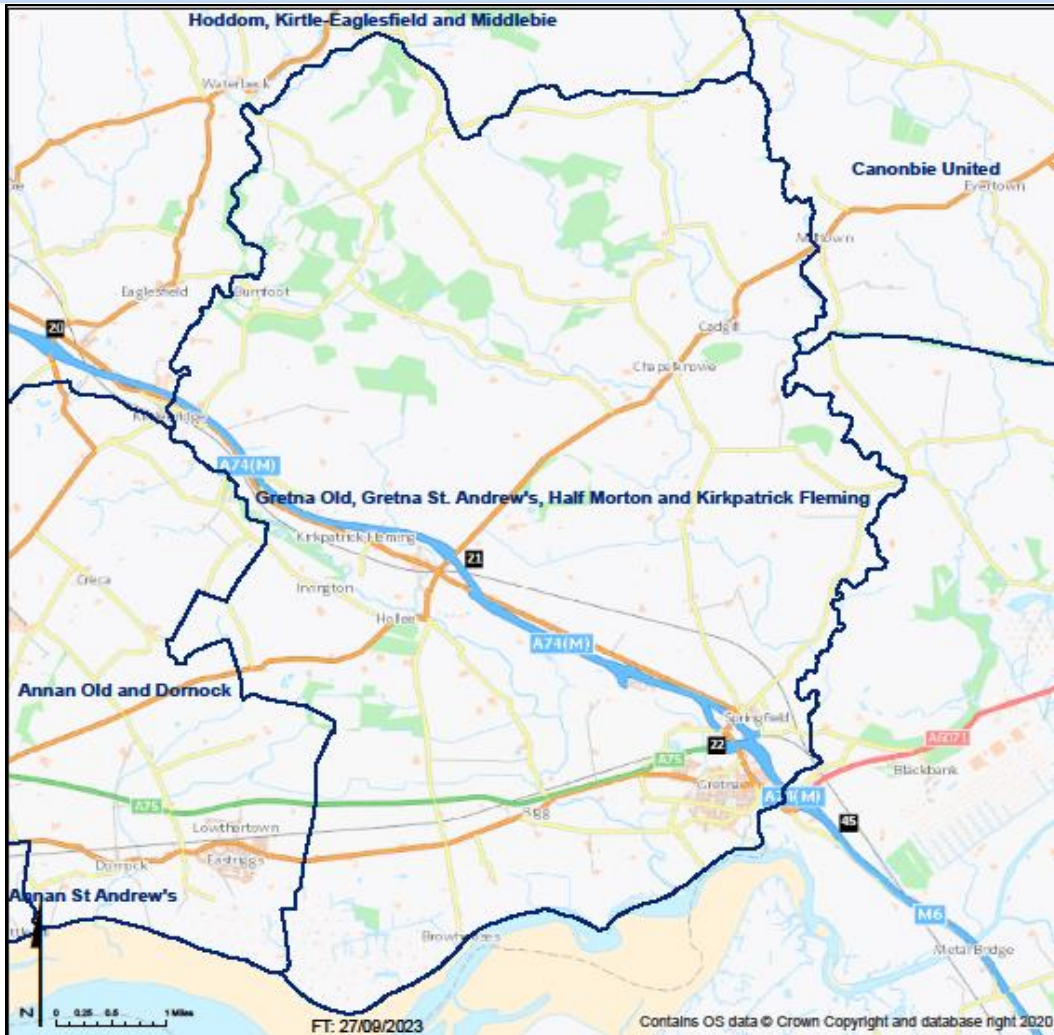 Hoddom, Kirtle-Eaglesfield and Middlebie
Waterbeck
Canonbie United
Evertown
Milltown
Eaglesfield
Burnfoot
20
Cadgill
Chapelknowe
Kirtlebridge
A74(M)
Gretna Old, Gretna St. Andrew's, Half Morton and Kirkpatrick Fleming
Kirkpatrick-Fleming
21
Creca
Irvington
Hollee
A74(M)
Annan Old and Dornock
Springfield
22
A75
A6071
Blackbank
Gretna
A74(M)
A75
Rigg
45
Lowthertown
Eastriggs
Dornock
Annan St Andrew's
M6
Browhouses
Metal Bridge
N
0 0.25 0.5 1 Miles
FT: 27/09/2023
Contains OS data © Crown Copyright and database right 2020